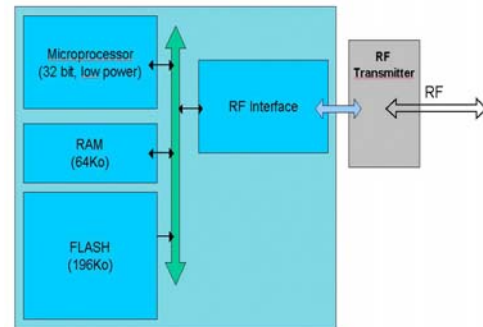 Microprocessor
(32 bit, low power)
RAM
(64Ko)
FLASH
(196Ko)
RF Interface
RF
Transmitter
RF